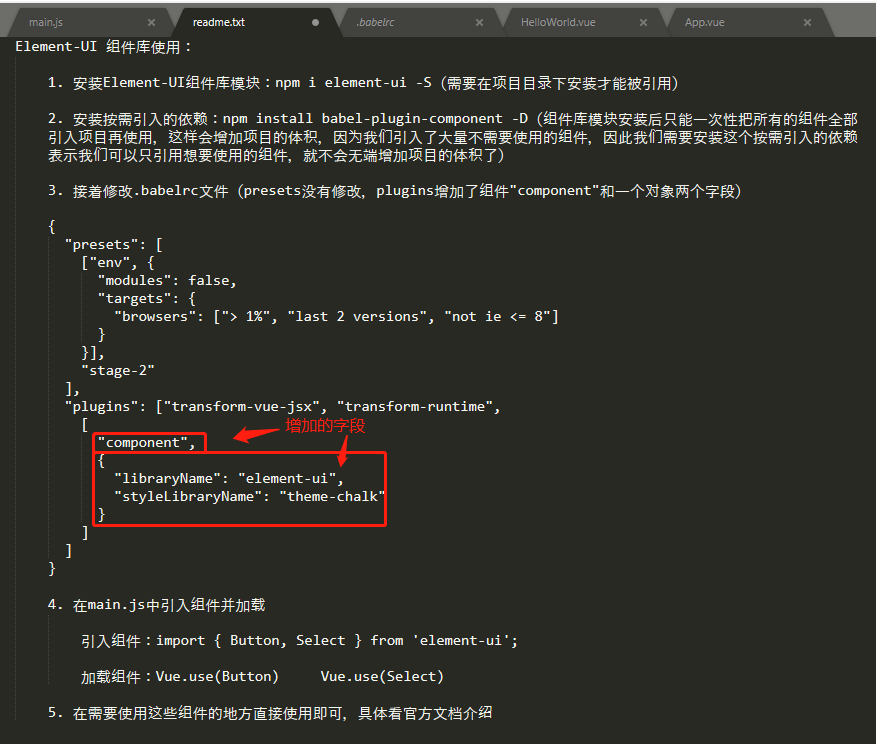 main.js
readme.txt
.babelrc
HelloWorld.vue
App.vue
Element-UI 组件库使用：
1. 安装Element-UI组件库模块：npm i element-ui -S（需要在项目目录下安装才能被引用）
2. 安装按需引入的依赖：npm install babel-plugin-component -D（组件库模块安装后只能一次性把所有的组件全部
引入项目再使用，这样会增加项目的体积，因为我们引入了大量不需要使用的组件，因此我们需要安装这个按需引入的依赖
表示我们可以只引用想要使用的组件，就不会无端增加项目的体积了）
3. 接着修改.babelrc文件（presets没有修改，plugins增加了组件"component"和一个对象两个字段）
{
"presets": [
["env", {
"modules": false,
"targets": {
"browsers": ["> 1%", "last 2 versions", "not ie <= 8"]
}
}],
"stage-2"
],
"plugins": ["transform-vue-jsx", "transform-runtime",
[
增加的字段
"component",
{
"libraryName": "element-ui",
"styleLibraryName": "theme-chalk"
}
]
]
}
4. 在main.js中引入组件并加载
引入组件：import { Button, Select } from 'element-ui';
加载组件：Vue.use(Button) Vue.use(Select)
5. 在需要使用这些组件的地方直接使用即可，具体看官方文档介绍